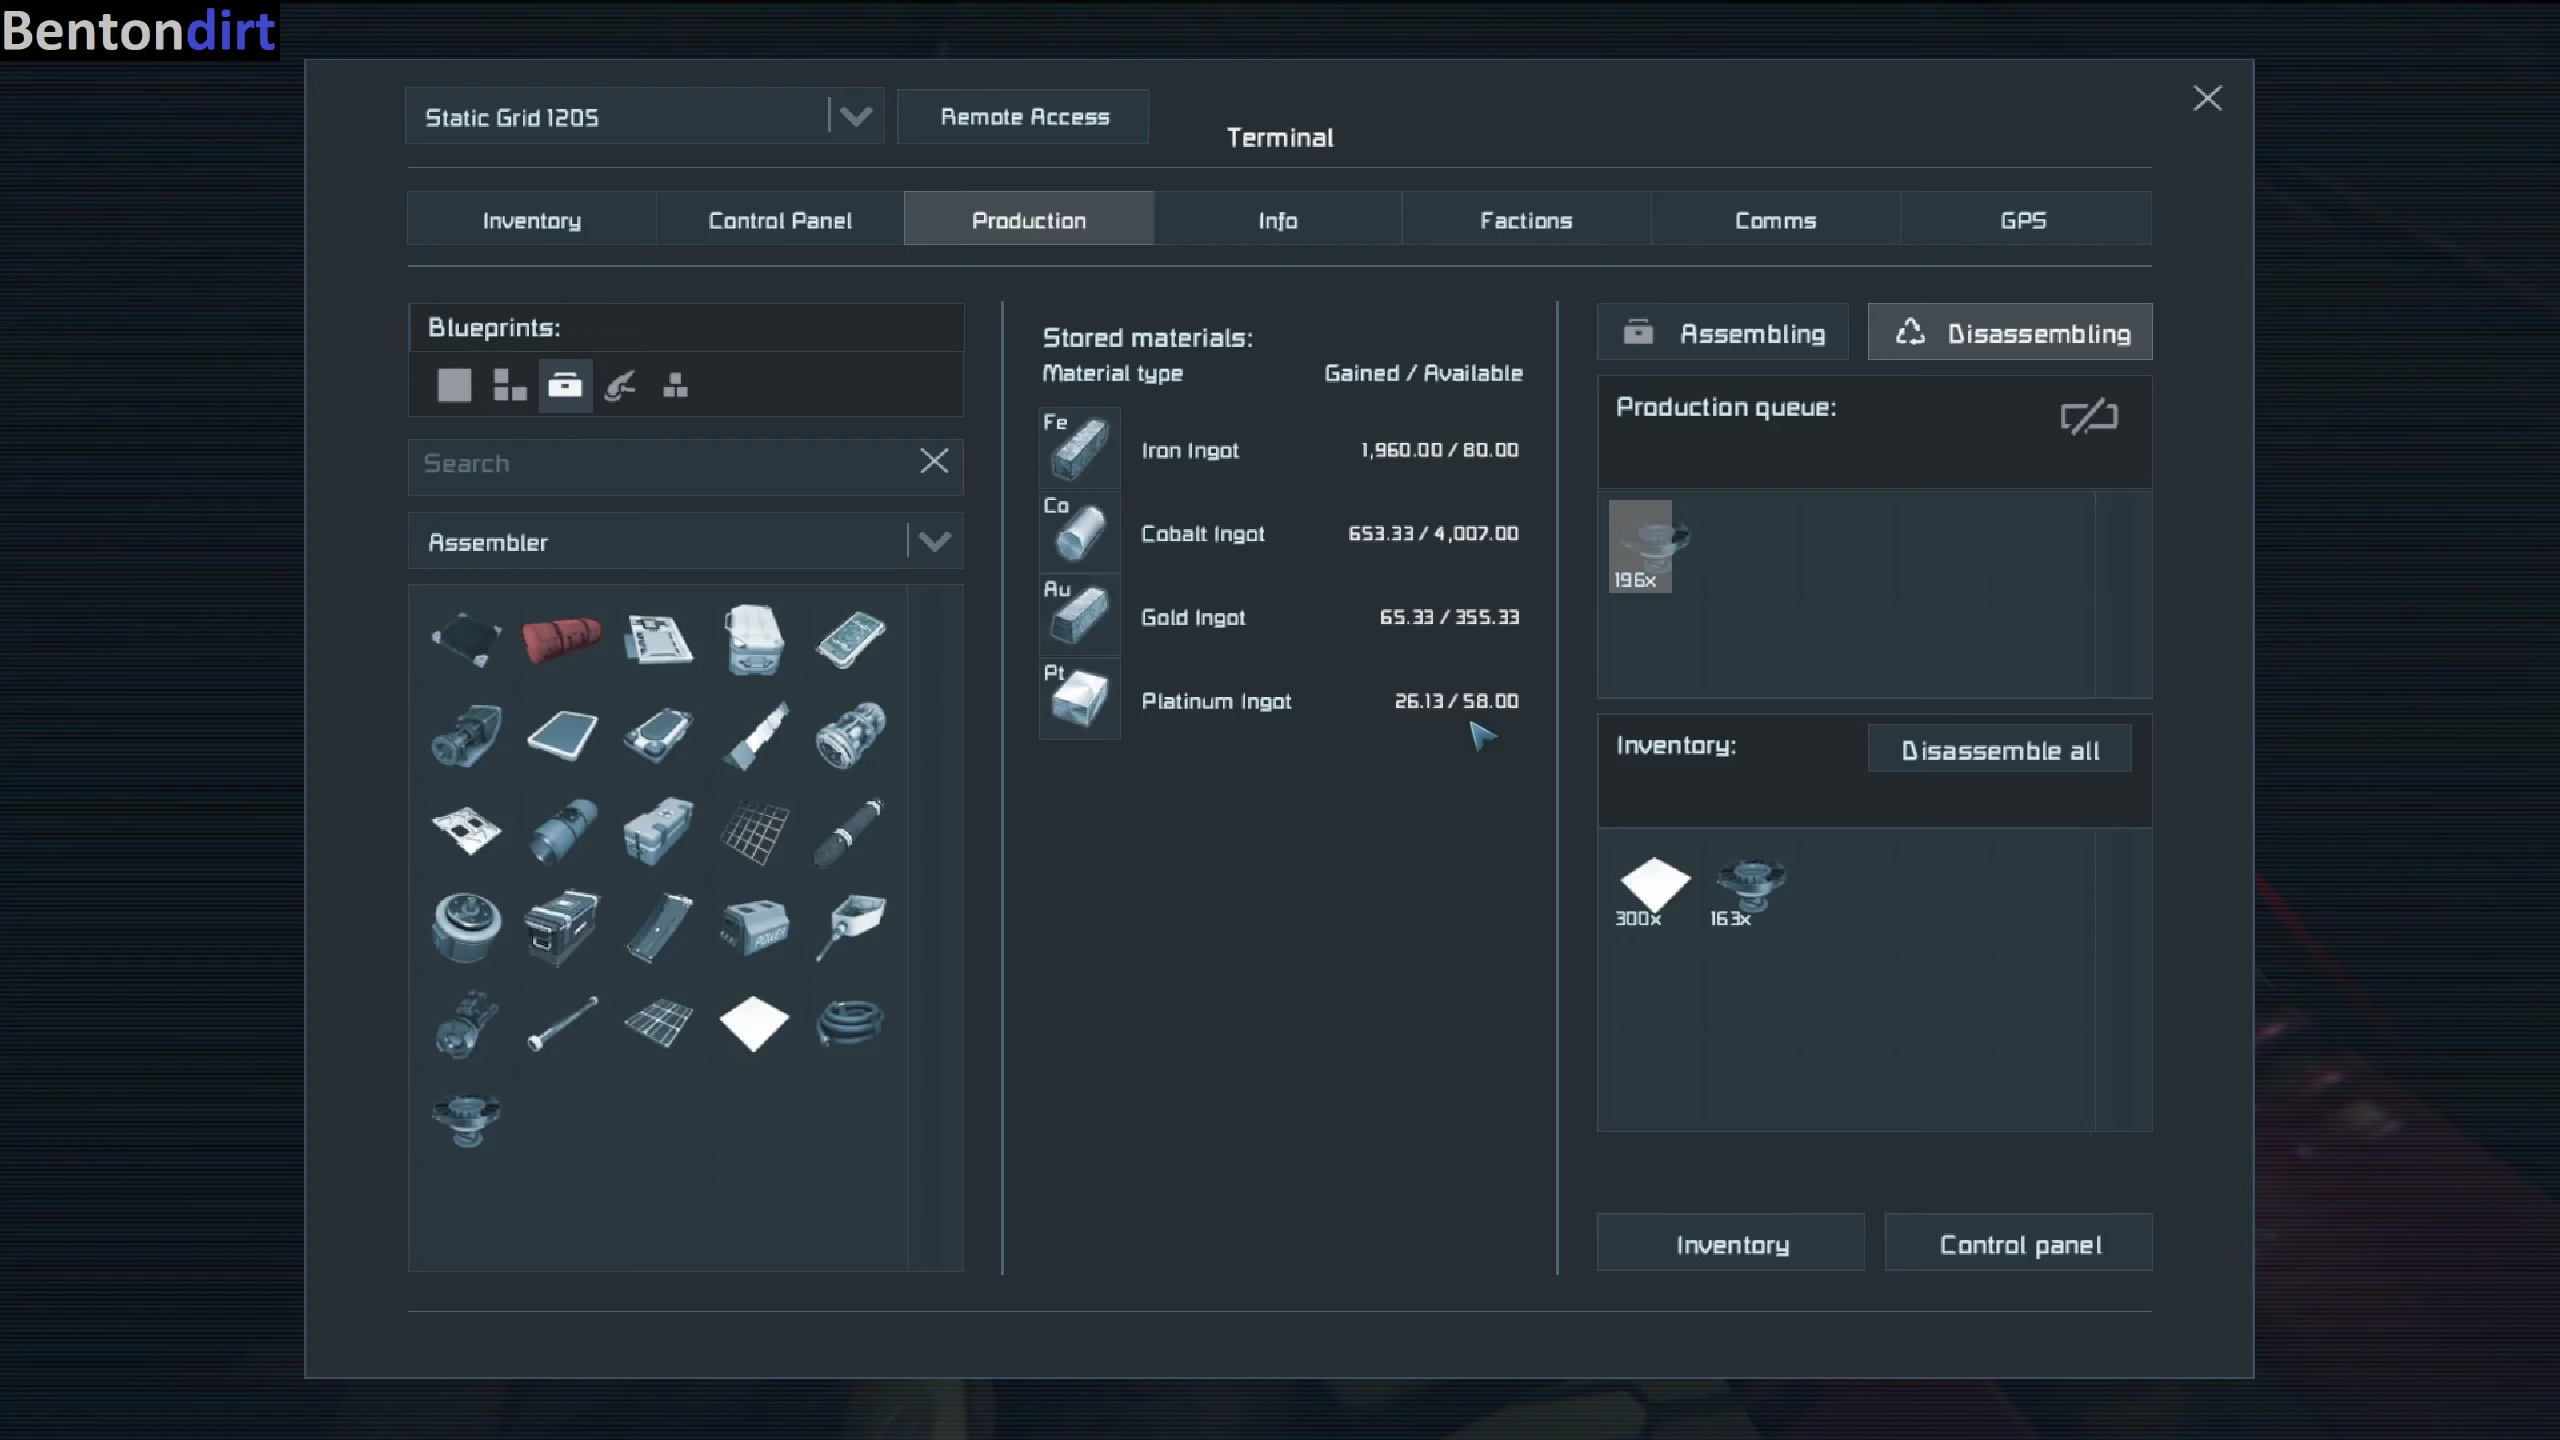 Bentondirt
Static Grid 1205
Remote Access
Terminal
Inventory
Control Panel
Production
Info
Factions
Comms
GPS
Blueprints:
Search
Assembler
POWER
Stored materials:
Material type
Gained / Available
Fe
Iron Ingot
1,960.00 / 80.00
Co
Cobalt Ingot
653.33 / 4,007.00
Au
Gold Ingot
65.33 / 355.33
Pt
Platinum Ingot
26.13 / 58.00
Assembling
Disassembling
Production queue:
196x
Inventory:
Disassemble all
300x
163x
Inventory
Control panel